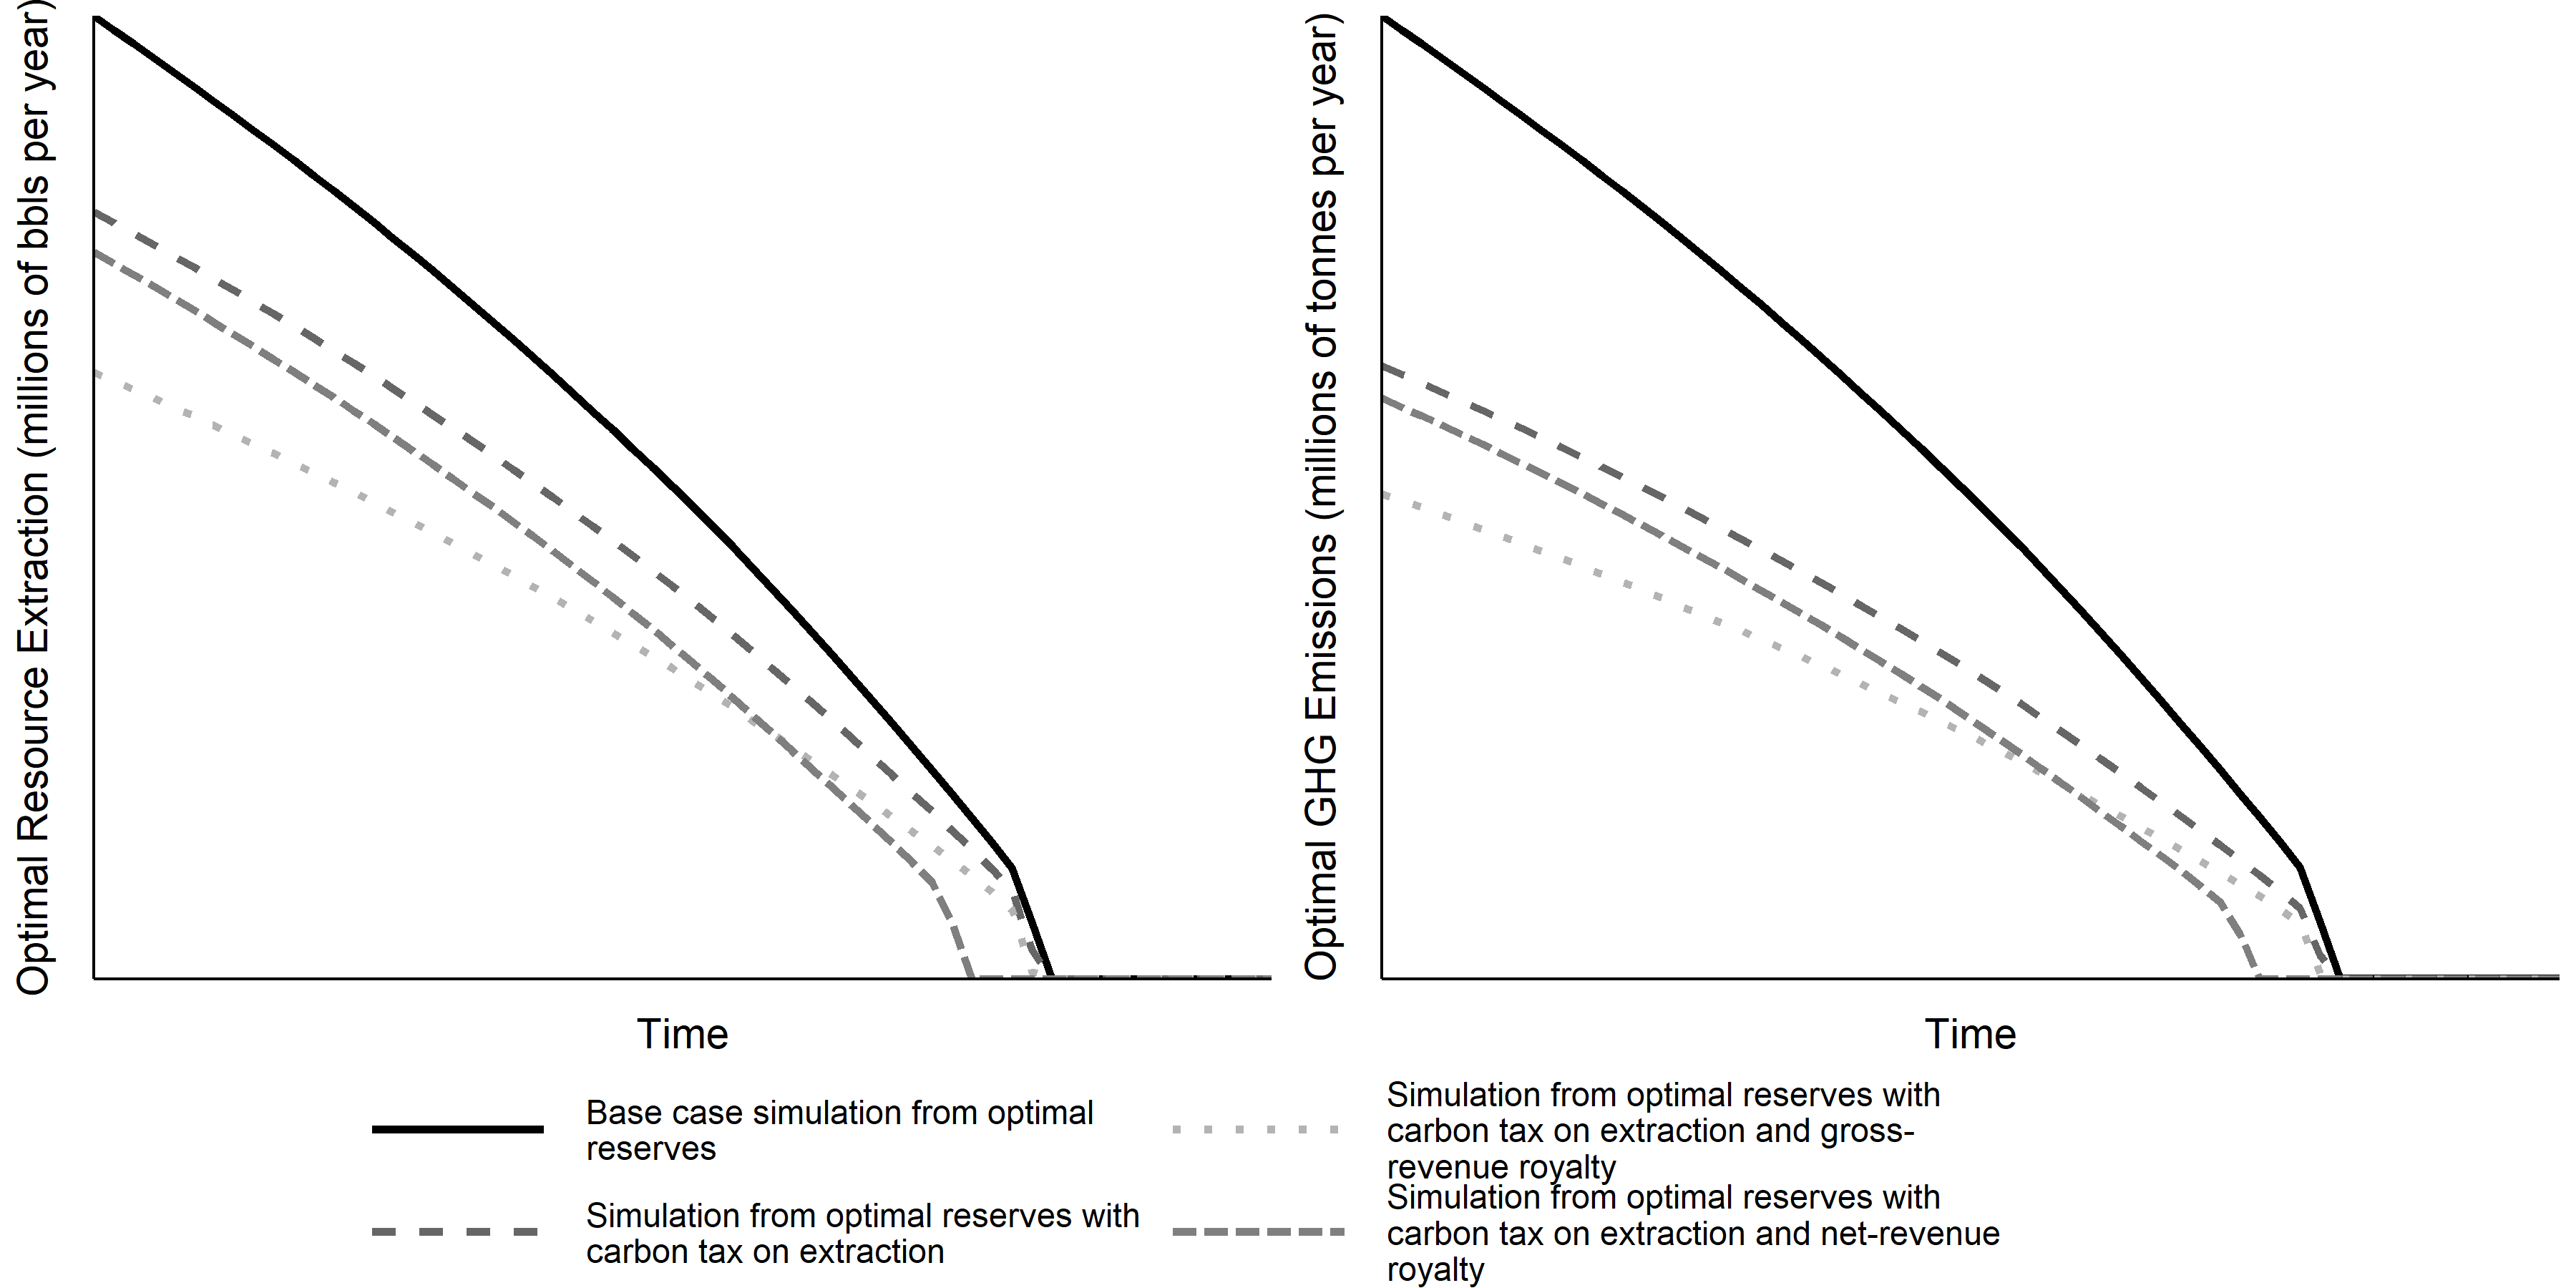 Optimal Resource Extraction (millions of bbls per year)
Time
Optimal GHG Emissions (millions of tonnes per year)
Time
Base case simulation from optimal
reserves
Simulation from optimal reserves with
carbon tax on extraction
Simulation from optimal reserves with
carbon tax on extraction and gross-
revenue royalty
Simulation from optimal reserves with
carbon tax on extraction and net-revenue
royalty